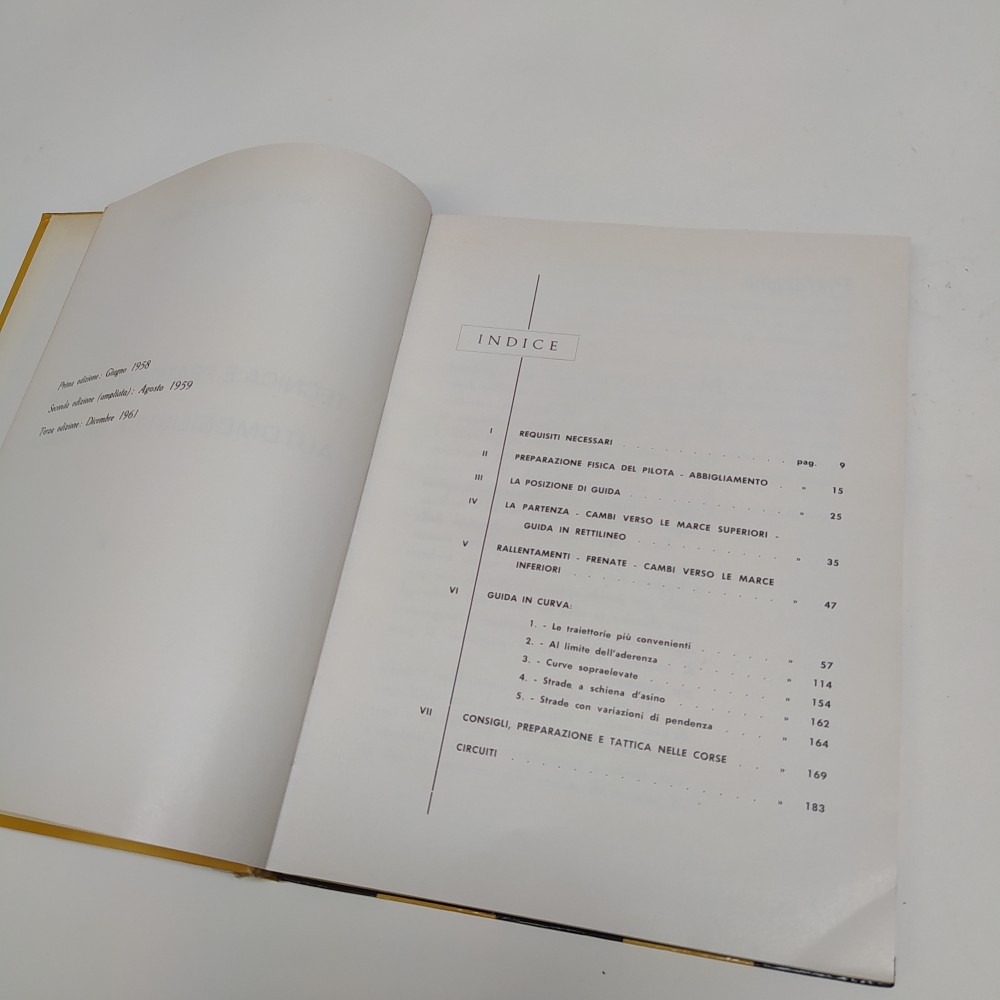 Prima edizione: Giugno 1958
Seconda edizione (ampliata): Agosto 1959
Terza edizione: Dicembre 1961
INDICE
I REQUISITI NECESSARI . . . . . . . . . . . . . pag. 9
II PREPARAZIONE FISICA DEL PILOTA - ABBIGLIAMENTO . » 15
III LA POSIZIONE DI GUIDA . . . . . . . . . . . . » 25
IV LA PARTENZA - CAMBI VERSO LE MARCE SUPERIORI -
GUIDA IN RETTILINEO . . . . . . . . . . » 35
V RALLENTAMENTI - FRENATE - CAMBI VERSO LE MARCE
INFERIORI . . . . . . . . . . . . . » 47
VI GUIDA IN CURVA:
1. - Le traiettorie più convenienti . . . . . . » 57
2. - Al limite dell'aderenza . . . . . . . » 114
3. - Curve sopraelevate . . . . . . . . » 154
4. - Strade a schiena d'asino . . . . . . . » 162
5. - Strade con variazioni di pendenza . . . . » 164
VII CONSIGLI, PREPARAZIONE E TATTICA NELLE CORSE . . » 169
CIRCUITI . . . . . . . . . . . . . . . » 183